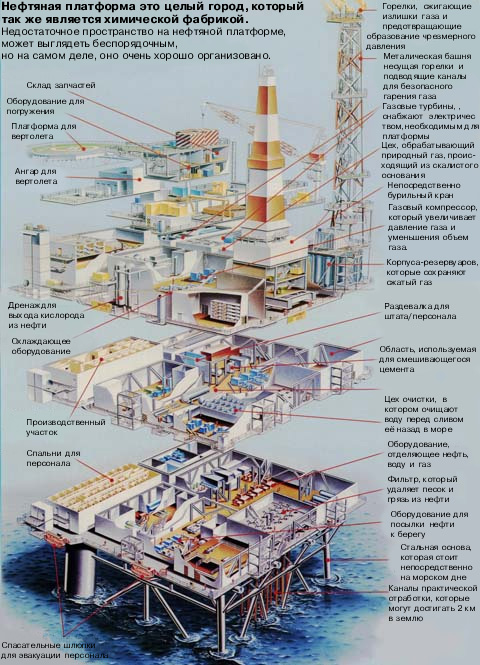 Нефтяная платформа это целый город, который
так же является химической фабрикой.
Недостаточное пространство на нефтяной платформе,
может выглядеть беспорядочным,
но на самом деле, оно очень хорошо организовано.
Склад запчастей
Оборудование для
погружения
Платформа для
вертолета
Ангар для
вертолета
Дренаж для
выхода кислорода
из нефти
Охлаждающее
оборудование
Производственный
участок
Спальни для
персонала
Спасательные шлюпки
для эвакуации персонала
Горелки, сжигающие
излишки газа и
предотвращающие
образование чрезмерного
давления
Металическая башня
несущая горелки и
подводящие каналы
для безопасного
гарения газа
Газовые турбины, ,
снабжают электричес
твом,необходимым для
платформы
Цех, обрабатывающий
природный газ, проис-
ходящий из скалистого
основания
Непосредственно
бурильный кран
Газовый компрессор,
который увеличивает
давление газа и
уменьшения объем
газа.
Корпуса-резервуаров,
которые сохраняют
сжатый газ
Раздевалка для
штата/персонала
Область, используемая
для смешивающегося
цемента
Цех очистки, в
котором очищают
воду перед сливом
её назад в море
Оборудование,
отделяющее нефть,
воду и газ
Фильтр, который
удаляет песок и
грязь из нефти
Оборудование для
посылки нефти
к берегу
Стальная основа,
которая стоит
непосредственно
на морском дне
Каналы практической
отработки, которые
могут достигать 2 км
в землю